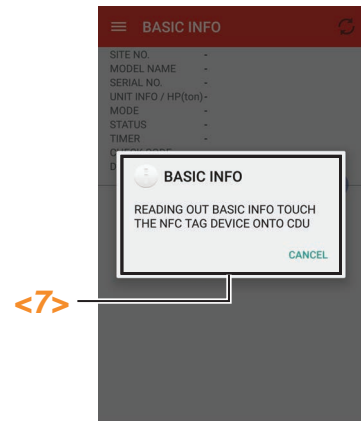 BASIC INFO
SITE NO. -
MODEL NAME -
SERIAL NO. -
UNIT INFO / HP(ton) -
MODE -
STATUS -
TIMER -
BASIC INFO
READING OUT BASIC INFO TOUCH
THE NFC TAG DEVICE ONTO CDU
CANCEL
<7>